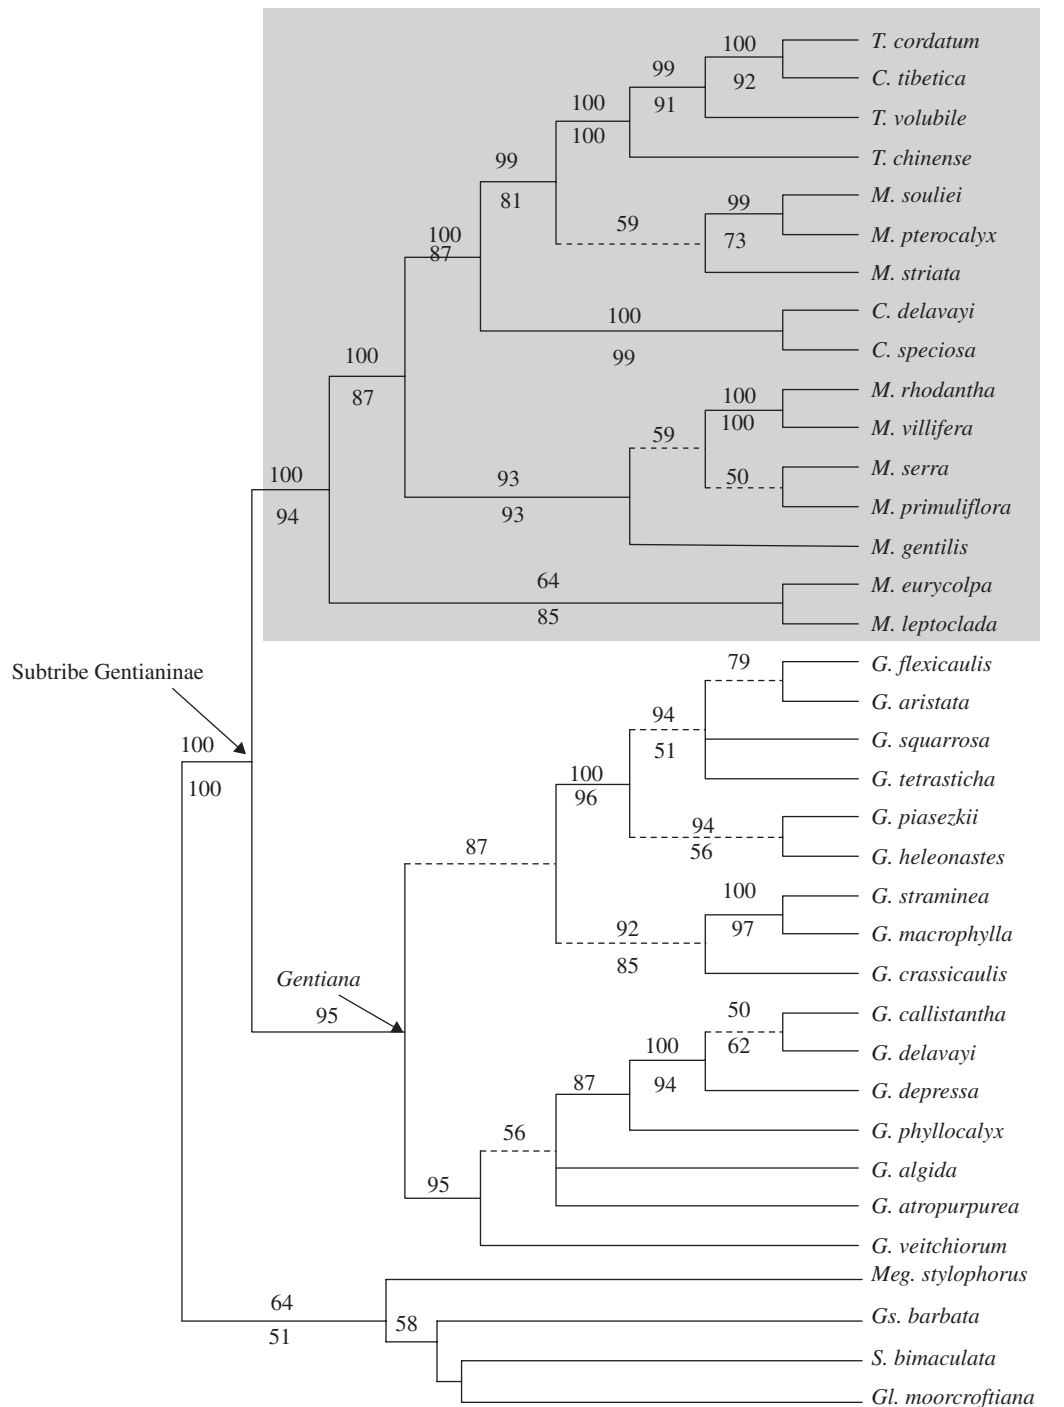 100
T. cordatum
99
92
C. tibetica
100
91
T. volubile
100
T. chinense
99
81
99
M. souliei
59
73
M. pterocalyx
100
87
M. striata
100
C. delavayi
99
C. speciosa
100
87
100
M. rhodantha
59
100
M. villifera
93
50
M. serra
93
M. primuliflora
100
94
M. gentilis
64
M. eurycolpa
85
M. leptoclada
Subtribe Gentianinae
79
G. flexicaulis
94
G. aristata
100
51
G. squarrosa
100
100
96
G. tetrasticha
87
94
G. piasezkii
56
G. heleonastes
100
G. straminea
92
97
G. macrophylla
85
G. crassicaulis
Gentiana
95
50
G. callistantha
100
62
G. delavayi
87
94
G. depressa
56
G. phyllocalyx
95
G. algida
G. atropurpurea
G. veitchiorum
64
Meg. stylophorus
51
58
Gs. barbata
S. bimaculata
Gl. moorcroftiana